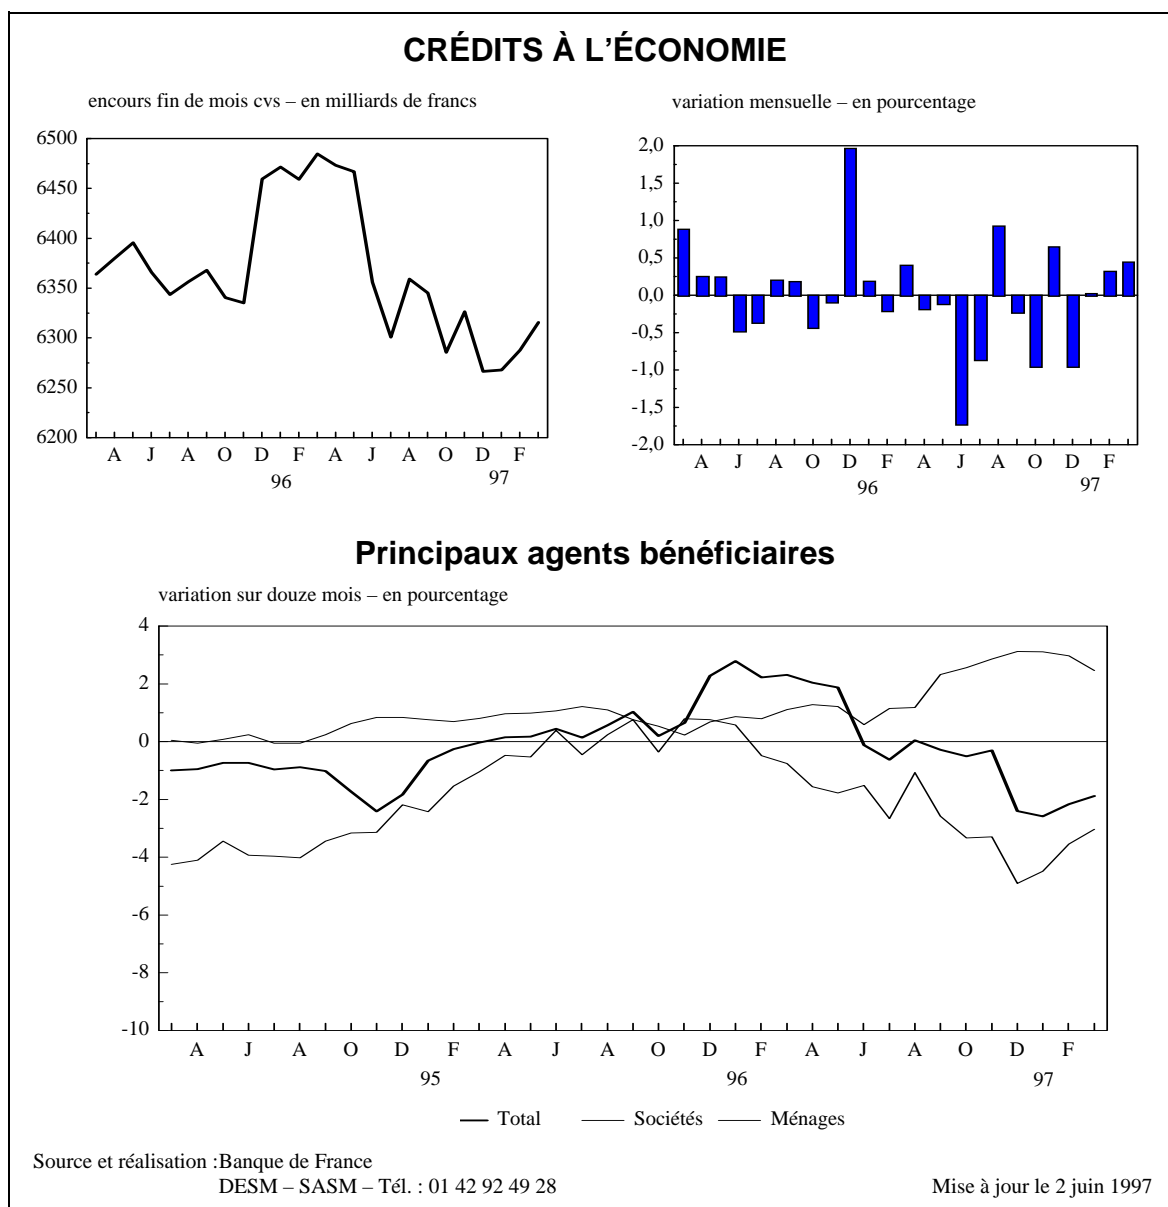 CRÉDITS À L'ÉCONOMIE
encours fin de mois cvs – en milliards de francs
6500
6450
6400
6350
6300
6250
6200
A J A O D F A J A O D F
96 97
variation mensuelle – en pourcentage
2,0
1,5
1,0
0,5
0,0
-0,5
-1,0
-1,5
-2,0
A J A O D F A J A O D F
96 97
Principaux agents bénéficiaires
variation sur douze mois – en pourcentage
4
2
0
-2
-4
-6
-8
-10
A J A O D F A J A O D F A J A O D F
95 96 97
Total Sociétés Ménages
Source et réalisation :Banque de France
DESM – SASM – Tél. : 01 42 92 49 28 Mise à jour le 2 juin 1997